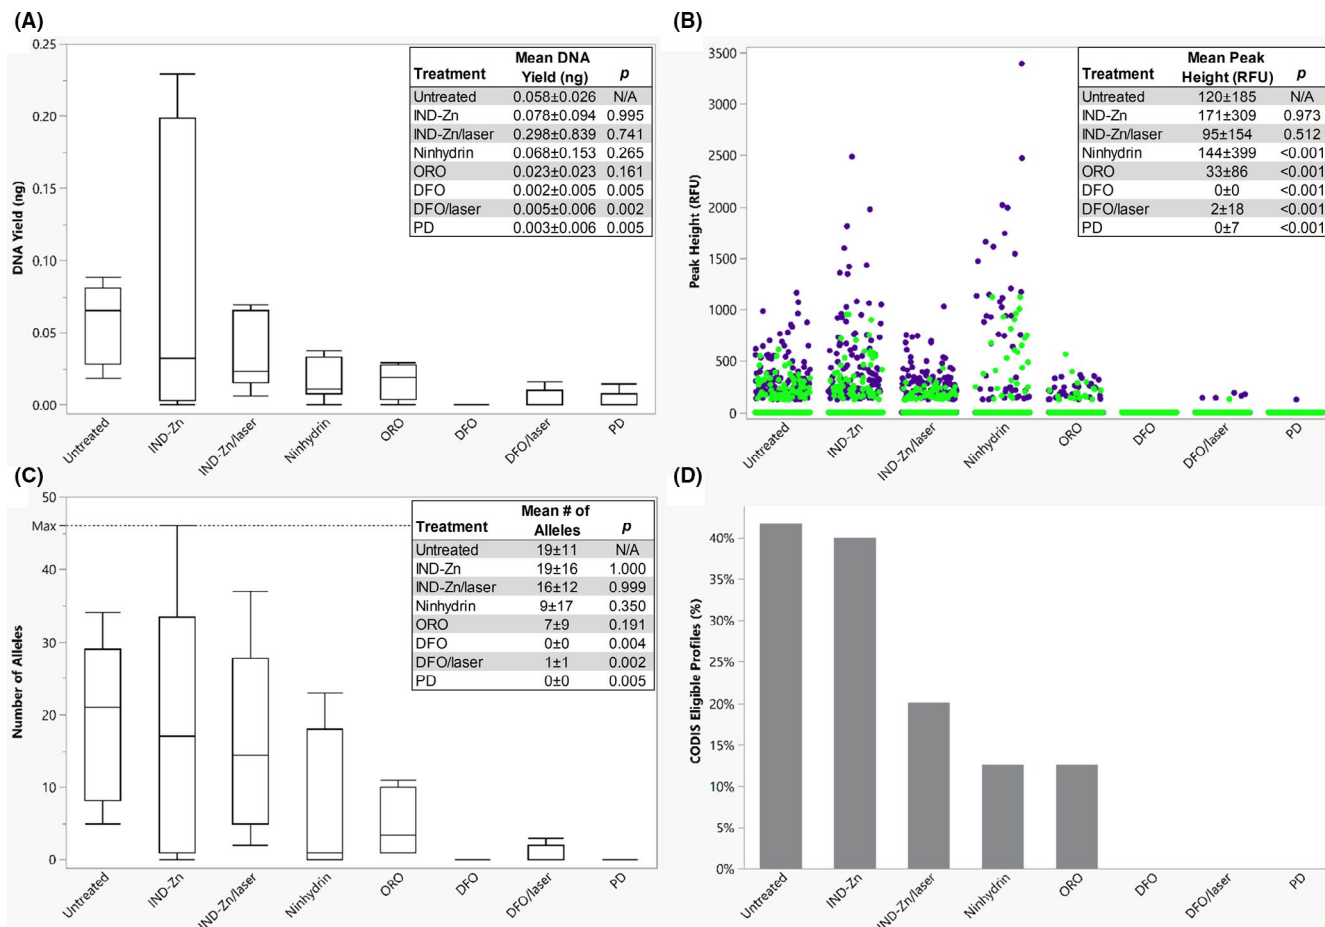 (A)
0.25
0.20
0.15
0.10
0.05
0.00
DNA Yield (ng)
Treatment Mean DNA Yield (ng) p
Untreated 0.058±0.026 N/A
IND-Zn 0.078±0.094 0.995
IND-Zn/laser 0.298±0.839 0.741
Ninhydrin 0.068±0.153 0.265
ORO 0.023±0.023 0.161
DFO 0.002±0.005 0.005
DFO/laser 0.005±0.006 0.002
PD 0.003±0.006 0.005
Untreated IND-Zn IND-Zn/laser Ninhydrin ORO DFO DFO/laser PD
(B)
3500
3000
2500
2000
1500
1000
500
0
Peak Height (RFU)
Treatment Mean Peak Height (RFU) p
Untreated 120±185 N/A
IND-Zn 171±309 0.973
IND-Zn/laser 95±154 0.512
Ninhydrin 144±399 <0.001
ORO 33±86 <0.001
DFO 0±0 <0.001
DFO/laser 2±18 <0.001
PD 0±7 <0.001
Untreated IND-Zn IND-Zn/laser Ninhydrin ORO DFO DFO/laser PD
(C)
50
Max
40
30
20
10
0
Number of Alleles
Treatment Mean # of Alleles p
Untreated 19±11 N/A
IND-Zn 19±16 1.000
IND-Zn/laser 16±12 0.999
Ninhydrin 9±17 0.350
ORO 7±9 0.191
DFO 0±0 0.004
DFO/laser 1±1 0.002
PD 0±0 0.005
Untreated IND-Zn IND-Zn/laser Ninhydrin ORO DFO DFO/laser PD
(D)
40%
35%
30%
25%
20%
15%
10%
5%
0%
CODIS Eligible Profiles (%)
Untreated IND-Zn IND-Zn/laser Ninhydrin ORO DFO DFO/laser PD